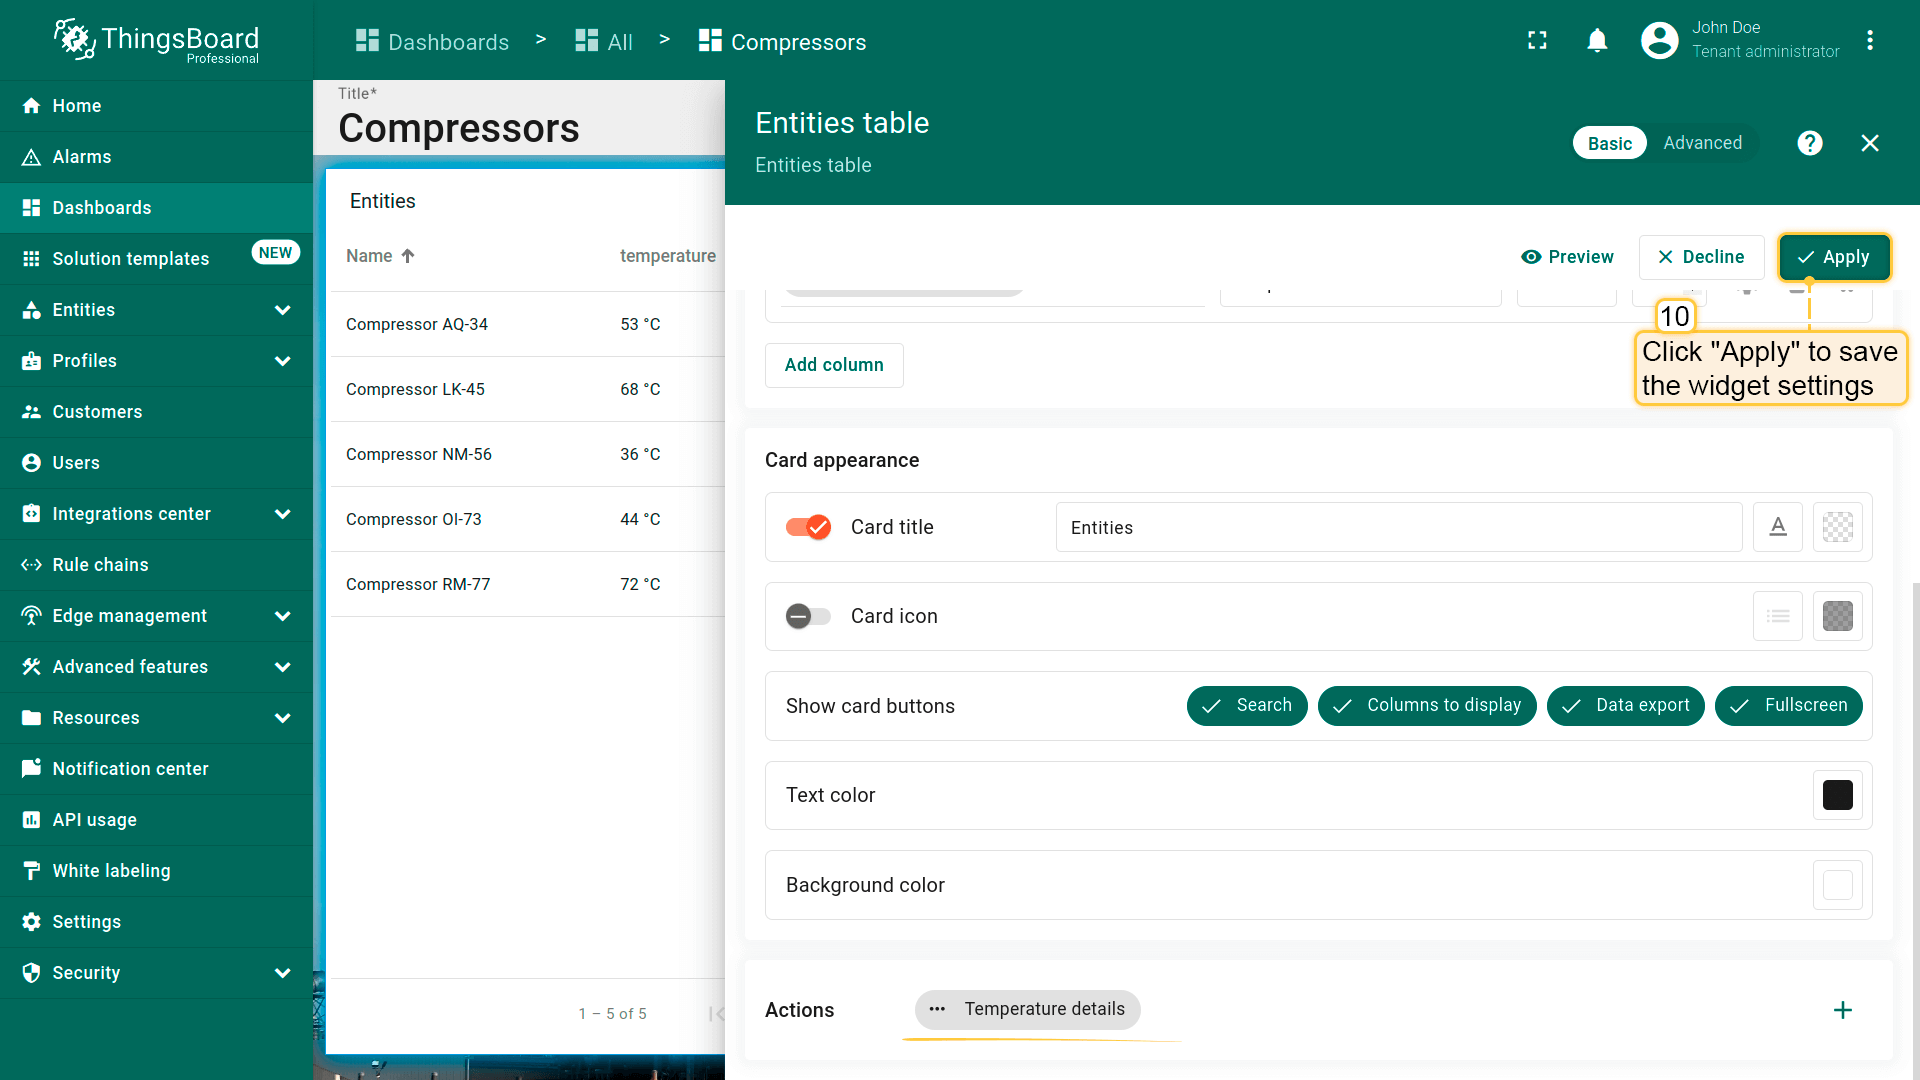 ThingsBoard
Professional
Dashboards > All > Compressors
John Doe
Tenant administrator
Home
Alarms
Dashboards
Solution templates NEW
Entities
Profiles
Customers
Users
Integrations center
Rule chains
Edge management
Advanced features
Resources
Notification center
API usage
White labeling
Settings
Security
Title*
Compressors
Entities
Name temperature
Compressor AQ-34 53 °C
Compressor LK-45 68 °C
Compressor NM-56 36 °C
Compressor OI-73 44 °C
Compressor RM-77 72 °C
1 – 5 of 5
Entities table
Entities table
Basic Advanced
Preview Decline Apply
10
Click "Apply" to save
the widget settings
Add column
Card appearance
Card title Entities
Card icon
Show card buttons Search Columns to display Data export Fullscreen
Text color
Background color
Actions Temperature details